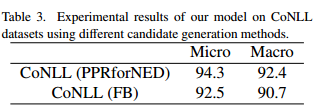 Table 3. Experimental results of our model on CoNLL
datasets using different candidate generation methods.
Micro Macro
CoNLL (PPRforNED) 94.3 92.4
CoNLL (FB) 92.5 90.7